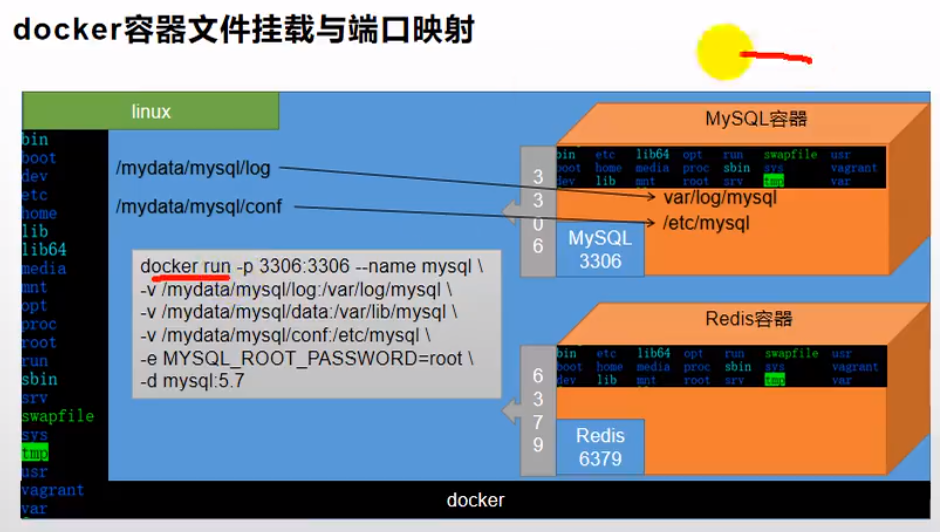 docker容器文件挂载与端口映射
linux
bin
boot
dev
etc
home
lib
lib64
media
mnt
opt
proc
root
run
sbin
srv
swapfile
sys
tmp
usr
vagrant
var
/mydata/mysql/log
/mydata/mysql/conf
docker run -p 3306:3306 --name mysql \
-v /mydata/mysql/log:/var/log/mysql \
-v /mydata/mysql/data:/var/lib/mysql \
-v /mydata/mysql/conf:/etc/mysql \
-e MYSQL_ROOT_PASSWORD=root \
-d mysql:5.7
MySQL容器
bin etc lib64 opt run swapfile usr
boot home media proc sbin sys vagrant
dev lib mnt root srv tmp var
var/log/mysql
/etc/mysql
3
3
0
6
MySQL
3306
Redis容器
bin etc lib64 opt run swapfile usr
boot home media proc sbin sys vagrant
dev lib mnt root srv tmp var
6
3
7
9
Redis
6379
docker